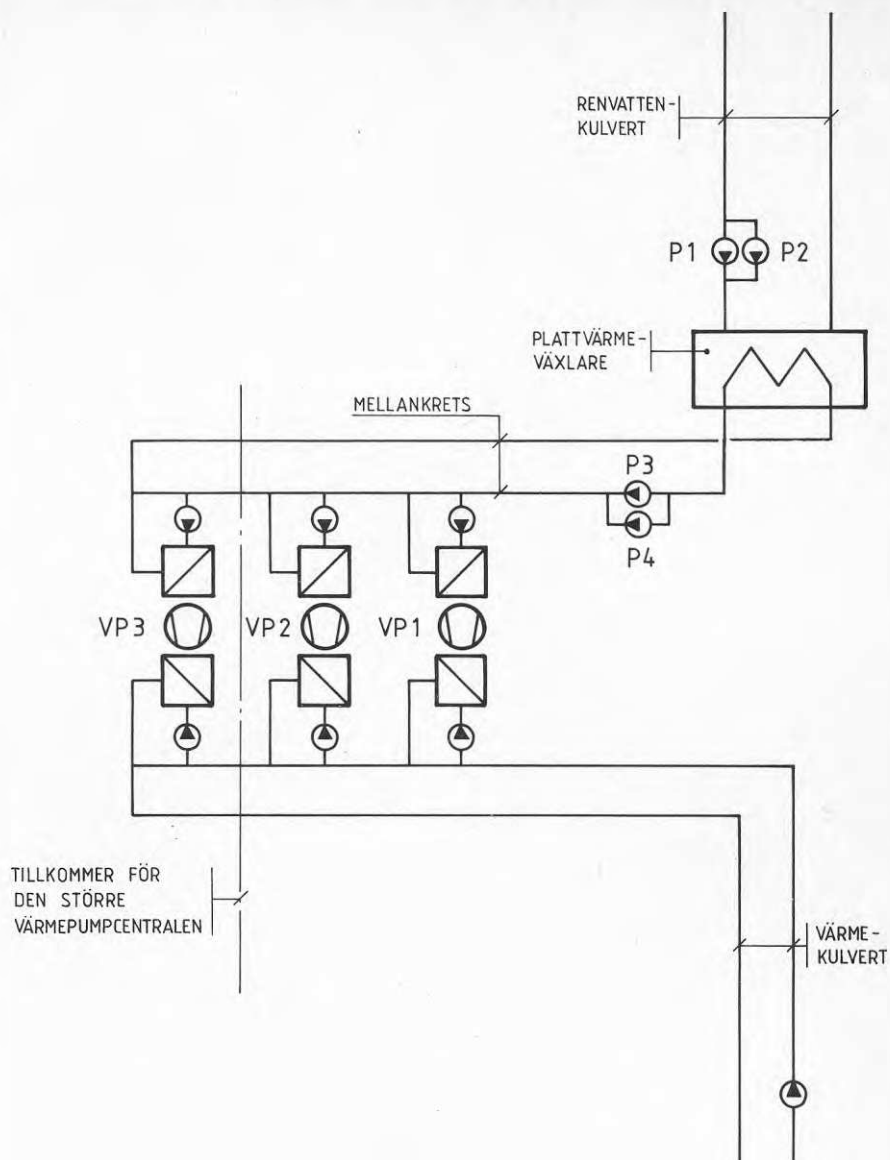 RENVATTEN-
KULVERT
P1
P2
PLATTVÄRME-
VÄXLARE
MELLANKRETS
P3
P4
VP3
VP2
VP1
TILLKOMMER FÖR
DEN STÖRRE
VÄRMEPUMPCENTRALEN
VÄRME-
KULVERT